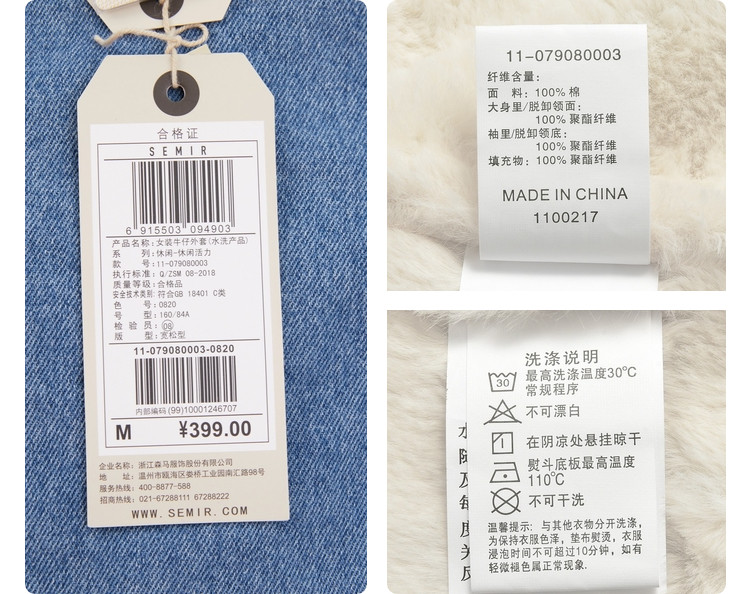 合格证
SEMIR
6 915503 094903
产品名称: 女装牛仔外套(水洗产品)
系 列: 休闲-休闲活力
款 号: 11-079080003
执行标准: Q/ZSM 08-2018
质量等级: 合格品
安全技术类别: 符合GB 18401 C类
色 号: 0820
号 型: 160/84A
检 验 员: 08
版 型: 宽松型
11-079080003-0820
内部编码 (99)10001246707
M ¥399.00
企业名称: 浙江森马服饰股份有限公司
地 址: 温州市瓯海区娄桥工业园南汇路98号
服务热线: 400-8877-588
招商热线: 021-67288111 67288222
WWW.SEMIR.COM
11-079080003
纤维含量:
面 料: 100% 棉
大身里/脱卸领面:
100% 聚酯纤维
袖里/脱卸领底:
100% 聚酯纤维
填充物: 100% 聚酯纤维
MADE IN CHINA
1100217
洗涤说明
30 最高洗涤温度30℃
常规程序
不可漂白
在阴凉处悬挂晾干
熨斗底板最高温度
110℃
不可干洗
温馨提示: 与其他衣物分开洗涤,
为保持衣服色泽, 垫布熨烫, 衣服
浸泡时间不可超过10分钟, 如有
轻微褪色属正常现象.
水
随
及
每
度
关
反